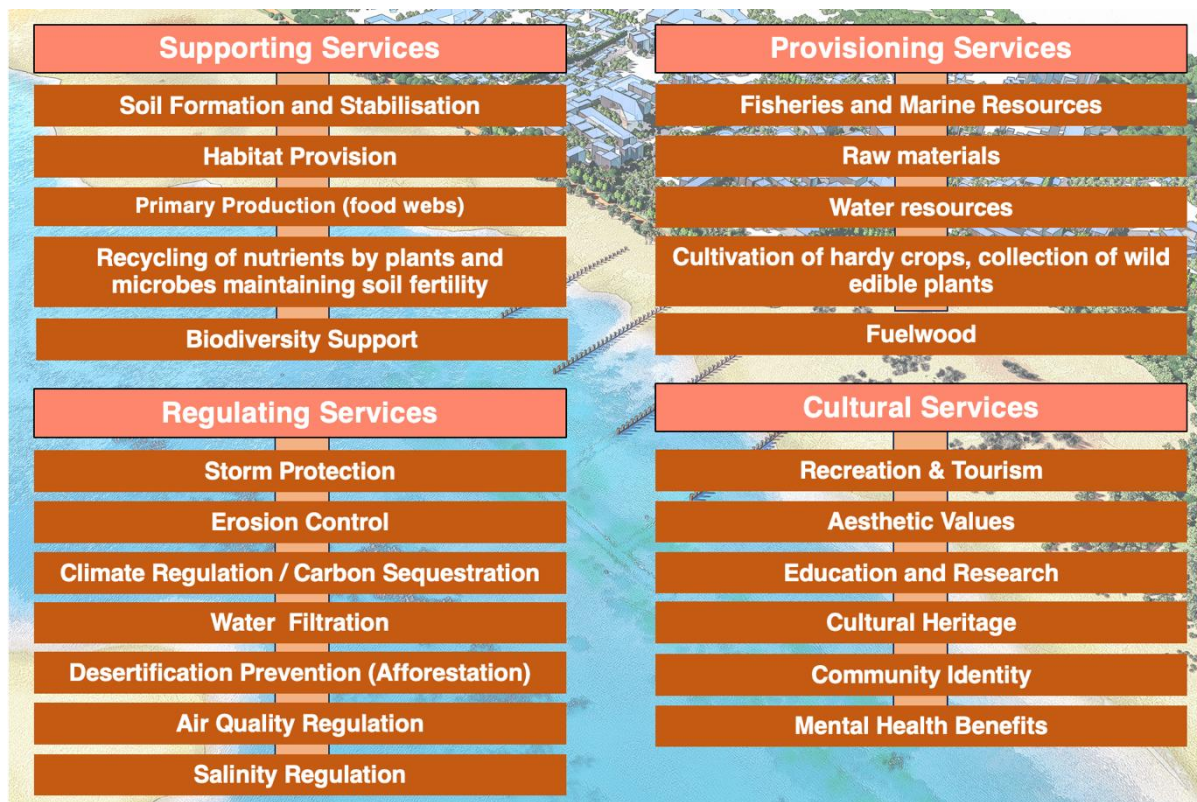 Supporting Services
Soil Formation and Stabilisation
Habitat Provision
Primary Production (food webs)
Recycling of nutrients by plants and
microbes maintaining soil fertility
Biodiversity Support
Provisioning Services
Fisheries and Marine Resources
Raw materials
Water resources
Cultivation of hardy crops, collection of wild
edible plants
Fuelwood
Regulating Services
Storm Protection
Erosion Control
Climate Regulation / Carbon Sequestration
Water Filtration
Desertification Prevention (Afforestation)
Air Quality Regulation
Salinity Regulation
Cultural Services
Recreation & Tourism
Aesthetic Values
Education and Research
Cultural Heritage
Community Identity
Mental Health Benefits